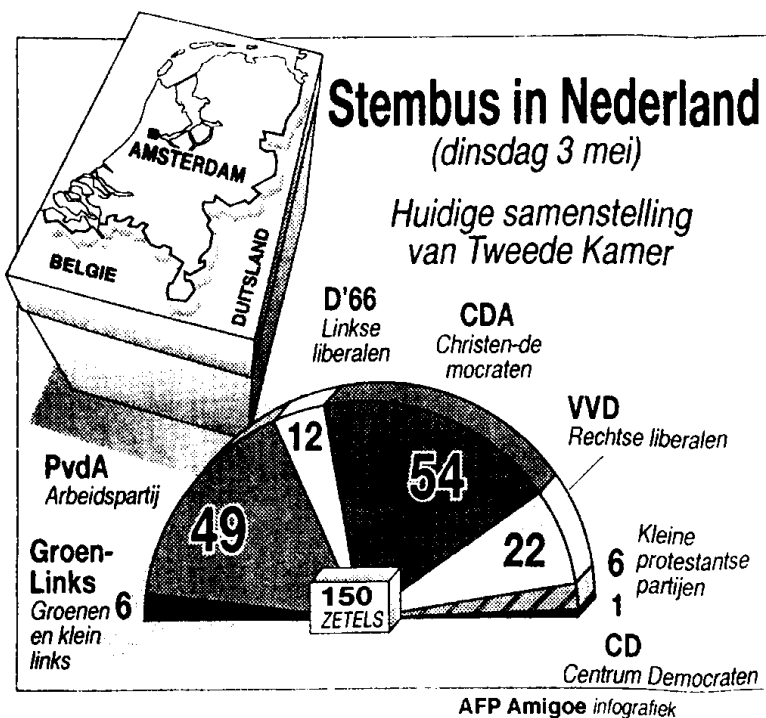 Stembus in Nederland
(dinsdag 3 mei)
Huidige samenstelling
van Tweede Kamer
AMSTERDAM
BELGIE
DUITSLAND
D'66
Linkse
liberalen
CDA
Christen-de
mocraten
VVD
Rechtse liberalen
PvdA
Arbeidspartij
Groen-
Links
Groenen
en klein
links
6
49
12
54
22
6
Kleine
protestantse
partijen
1
CD
Centrum Democraten
150
ZETELS
AFP Amigoe infografiek